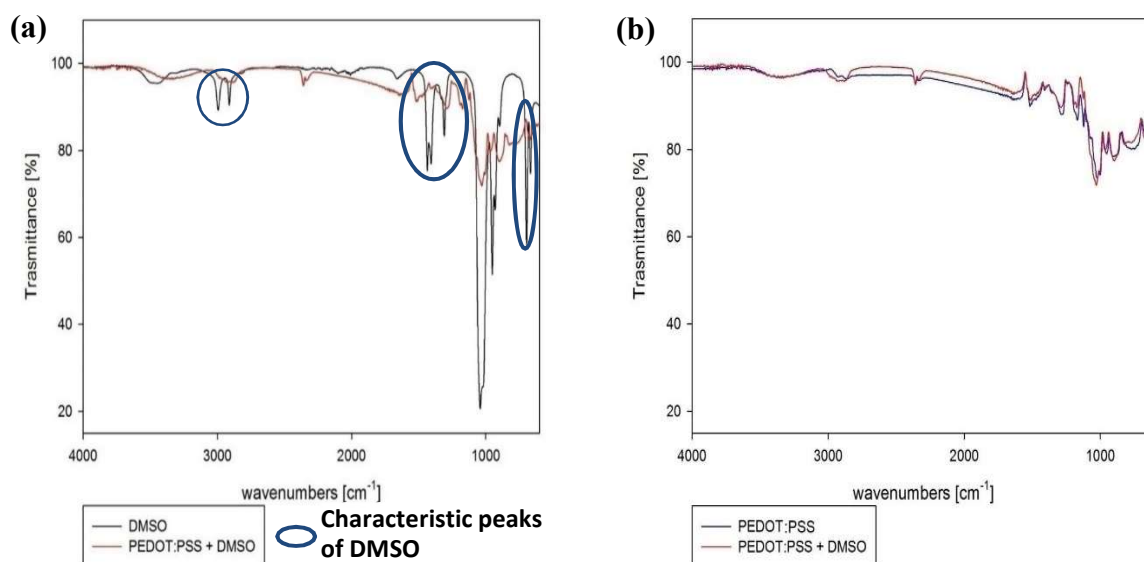 (a)
Trasmittance [%]
100
80
60
40
20
4000 3000 2000 1000
wavenumbers [cm⁻¹]
DMSO
PEDOT:PSS + DMSO
Characteristic peaks
of DMSO
(b)
Trasmittance [%]
100
80
60
40
20
4000 3000 2000 1000
wavenumbers [cm⁻¹]
PEDOT:PSS
PEDOT:PSS + DMSO